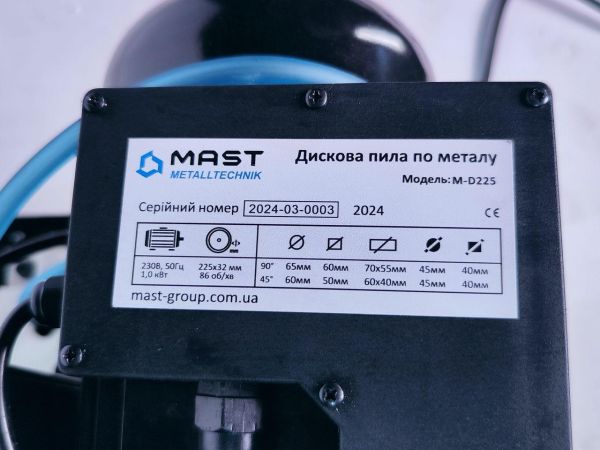 MAST
METALLTECHNIK
Дискова пила по металу
Модель: M-D225
Серійний номер 2024-03-0003 2024 CE
230В, 50Гц 225x32 мм 90° 65мм 60мм 70x55мм 45мм 40мм
1,0 кВт 86 об/хв 45° 60мм 50мм 60x40мм 45мм 40мм
mast-group.com.ua